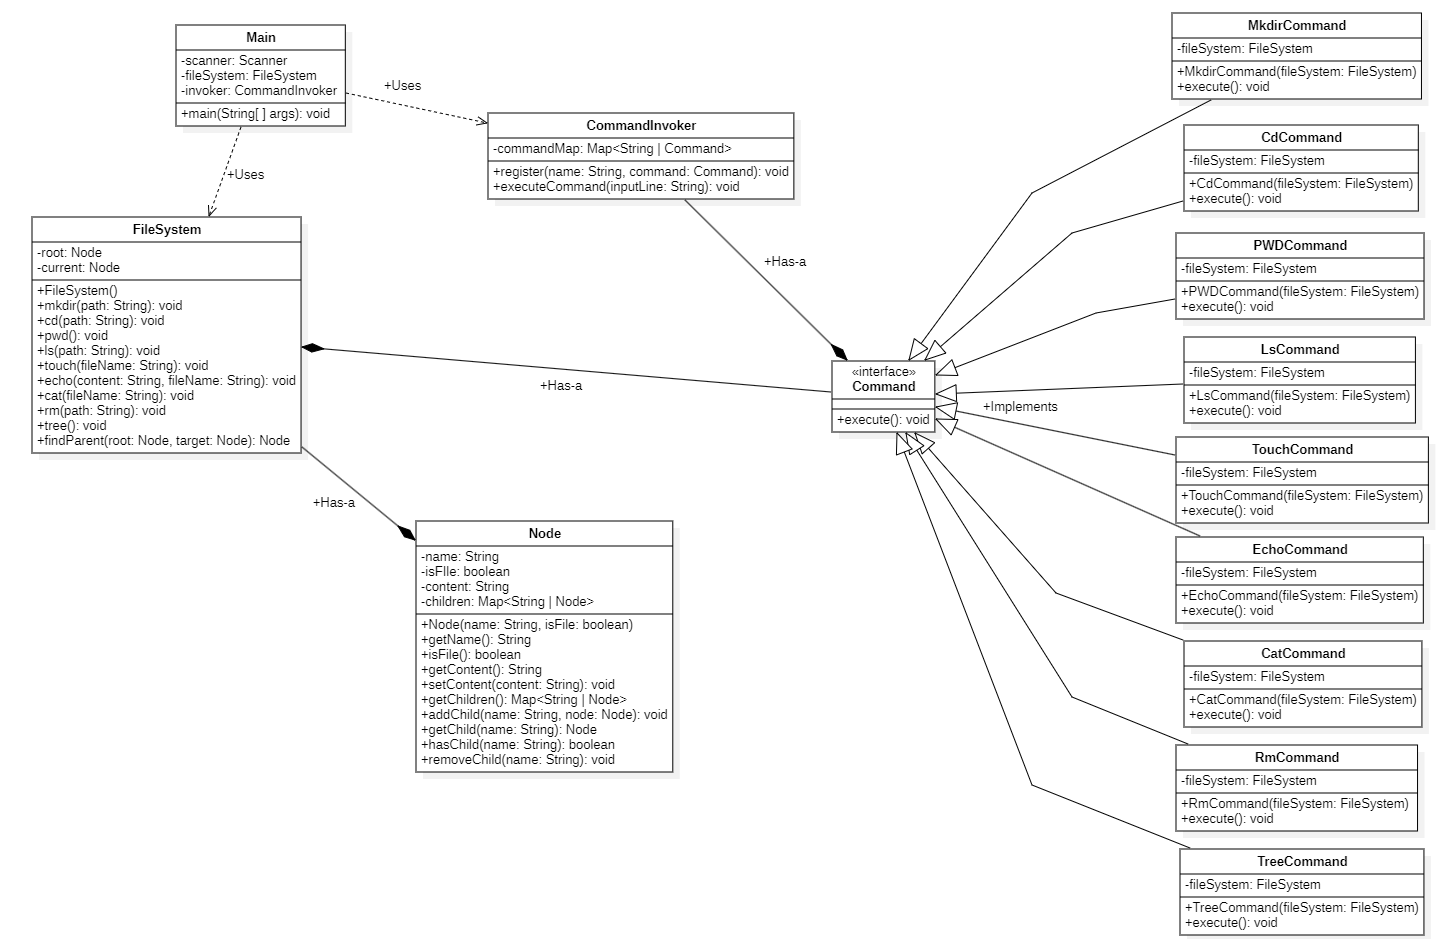 Main
-scanner: Scanner
-fileSystem: FileSystem
-invoker: CommandInvoker
+main(String[ ] args): void
+Uses
+Uses
CommandInvoker
-commandMap: Map<String | Command>
+register(name: String, command: Command): void
+executeCommand(inputLine: String): void
FileSystem
-root: Node
-current: Node
+FileSystem()
+mkdir(path: String): void
+cd(path: String): void
+pwd(): void
+ls(path: String): void
+touch(fileName: String): void
+echo(content: String, fileName: String): void
+cat(fileName: String): void
+rm(path: String): void
+tree(): void
+findParent(root: Node, target: Node): Node
+Has-a
+Has-a
+Has-a
«interface»
Command
+execute(): void
+Implements
Node
-name: String
-isFIle: boolean
-content: String
-children: Map<String | Node>
+Node(name: String, isFile: boolean)
+getName(): String
+isFile(): boolean
+getContent(): String
+setContent(content: String): void
+getChildren(): Map<String | Node>
+addChild(name: String, node: Node): void
+getChild(name: String): Node
+hasChild(name: String): boolean
+removeChild(name: String): void
MkdirCommand
-fileSystem: FileSystem
+MkdirCommand(fileSystem: FileSystem)
+execute(): void
CdCommand
-fileSystem: FileSystem
+CdCommand(fileSystem: FileSystem)
+execute(): void
PWDCommand
-fileSystem: FileSystem
+PWDCommand(fileSystem: FileSystem)
+execute(): void
LsCommand
-fileSystem: FileSystem
+LsCommand(fileSystem: FileSystem)
+execute(): void
TouchCommand
-fileSystem: FileSystem
+TouchCommand(fileSystem: FileSystem)
+execute(): void
EchoCommand
-fileSystem: FileSystem
+EchoCommand(fileSystem: FileSystem)
+execute(): void
CatCommand
-fileSystem: FileSystem
+CatCommand(fileSystem: FileSystem)
+execute(): void
RmCommand
-fileSystem: FileSystem
+RmCommand(fileSystem: FileSystem)
+execute(): void
TreeCommand
-fileSystem: FileSystem
+TreeCommand(fileSystem: FileSystem)
+execute(): void